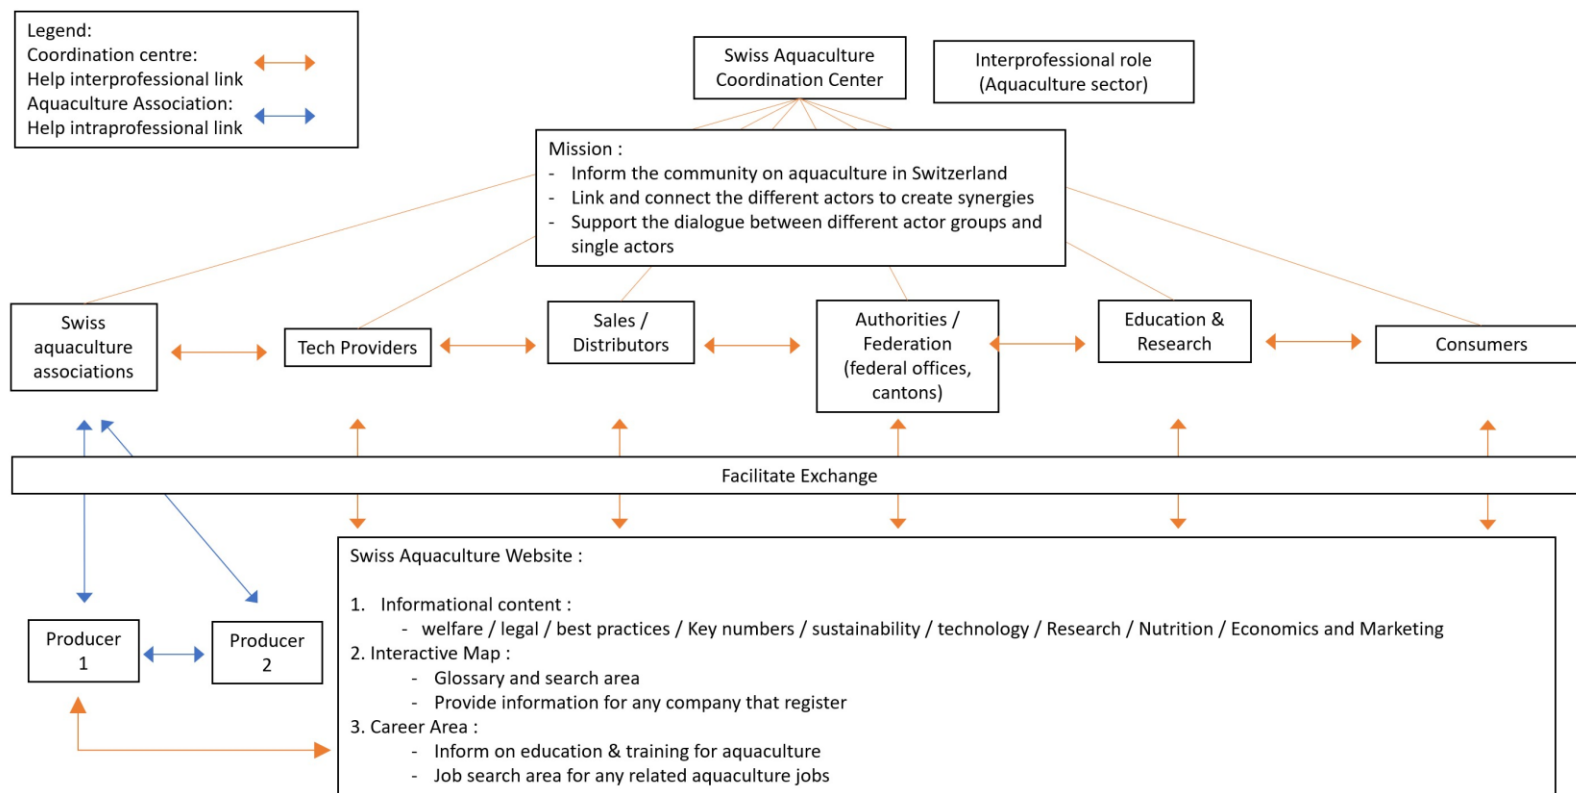 Legend:
Coordination centre:
Help interprofessional link
Aquaculture Association:
Help intraprofessional link
Swiss Aquaculture
Coordination Center
Interprofessional role
(Aquaculture sector)
Mission :
- Inform the community on aquaculture in Switzerland
- Link and connect the different actors to create synergies
- Support the dialogue between different actor groups and
single actors
Swiss
aquaculture
associations
Tech Providers
Sales /
Distributors
Authorities /
Federation
(federal offices,
cantons)
Education &
Research
Consumers
Facilitate Exchange
Producer
1
Producer
2
Swiss Aquaculture Website :
1. Informational content :
- welfare / legal / best practices / Key numbers / sustainability / technology / Research / Nutrition / Economics and Marketing
2. Interactive Map :
- Glossary and search area
- Provide information for any company that register
3. Career Area :
- Inform on education & training for aquaculture
- Job search area for any related aquaculture jobs